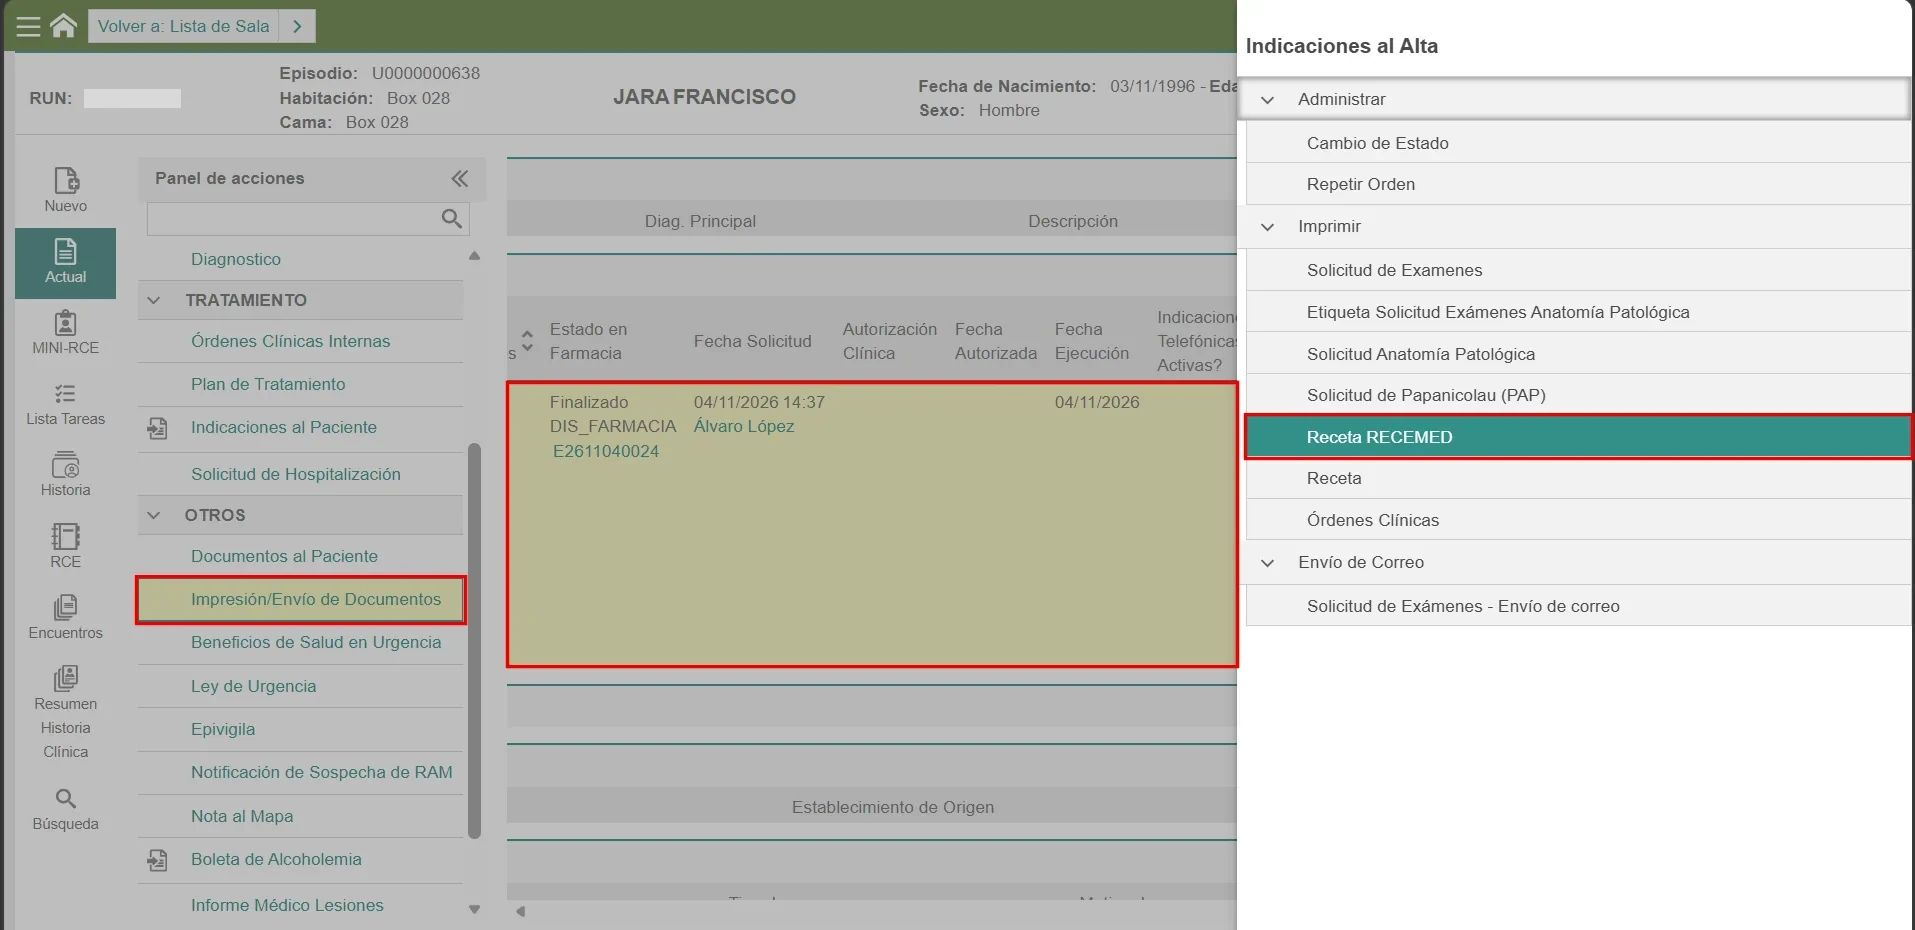 Volver a: Lista de Sala
RUN:
Episodio: U0000000638
Habitación: Box 028
Cama: Box 028
JARA FRANCISCO
Fecha de Nacimiento: 03/11/1996 - Eda
Sexo: Hombre
Nuevo
Actual
MINI-RCE
Lista Tareas
Historia
RCE
Encuentros
Resumen
Historia
Clínica
Búsqueda
Panel de acciones
Diagnostico
TRATAMIENTO
Órdenes Clínicas Internas
Plan de Tratamiento
Indicaciones al Paciente
Solicitud de Hospitalización
OTROS
Documentos al Paciente
Impresión/Envío de Documentos
Beneficios de Salud en Urgencia
Ley de Urgencia
Epivigila
Notificación de Sospecha de RAM
Nota al Mapa
Boleta de Alcoholemia
Informe Médico Lesiones
Diag. Principal Descripción
s
Estado en
Farmacia
Fecha Solicitud
Autorización
Clínica
Fecha
Autorizada
Fecha
Ejecución
Indicacion
Telefónica
Activas?
Finalizado
DIS_FARMACIA
E2611040024
04/11/2026 14:37
Álvaro López
04/11/2026
Establecimiento de Origen
Indicaciones al Alta
Administrar
Cambio de Estado
Repetir Orden
Imprimir
Solicitud de Examenes
Etiqueta Solicitud Exámenes Anatomía Patológica
Solicitud Anatomía Patológica
Solicitud de Papanicolau (PAP)
Receta RECEMED
Receta
Órdenes Clínicas
Envío de Correo
Solicitud de Exámenes - Envío de correo